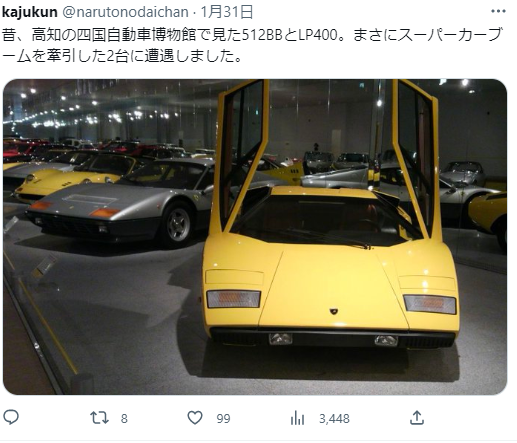 kajukun @narutonodaichan · 1月31日
昔、高知の四国自動車博物館で見た512BBとLP400。まさにスーパーカーブ
ームを牽引した2台に遭遇しました。
8 99 3,448